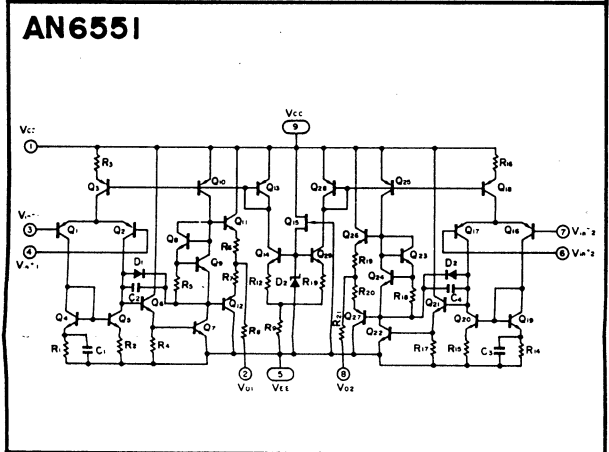 AN6551
VCC
9
VCC
1
R3
R16
Q3
Q10
Q13
Q28
Q25
Q18
V1-
3
Q1
Q2
Q8
Q11
Q15
Q26
Q23
Q17
Q16
7
Vin-2
4
Vin+1
R6
Q9
Q14
Q29
R19
Q24
6
Vin+2
D1
C2
R5
R7
R12
D3
R19
R20
R18
D2
C4
Q4
Q5
Q6
Q7
Q12
R8
R9
R21
Q27
Q22
Q21
Q20
Q19
R1
C1
R2
R4
R17
R15
C3
R14
2
VO1
5
VEE
8
VO2